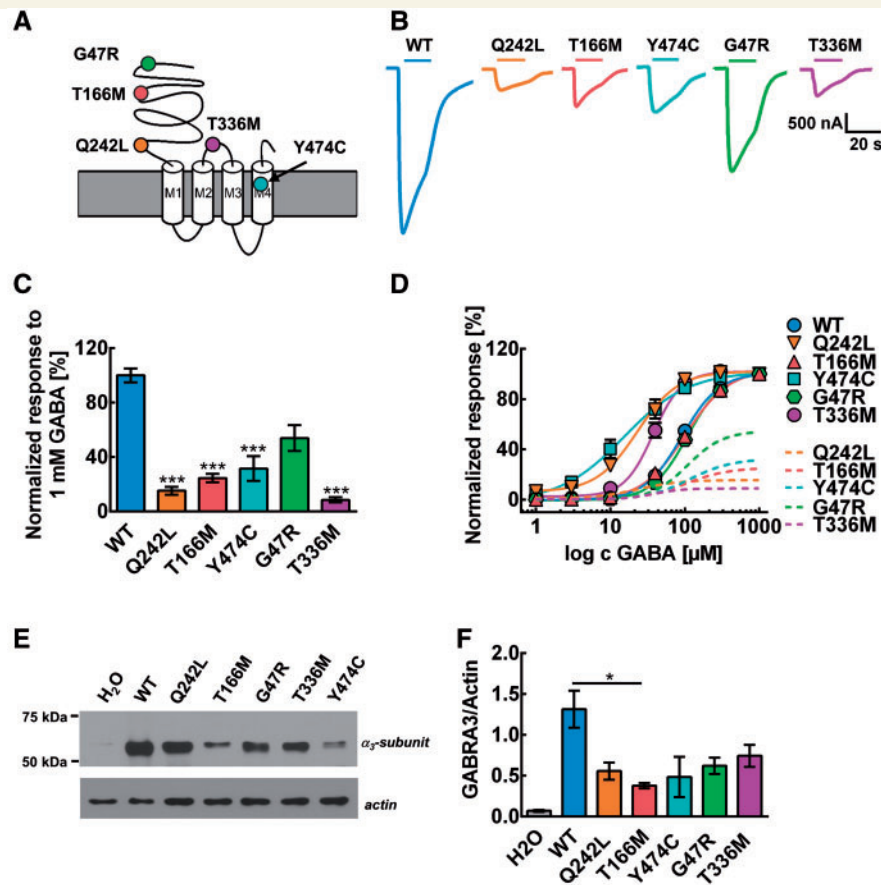 A
G47R
T166M
Q242L
T336M
Y474C
M1 M2 M3 M4
B
WT Q242L T166M Y474C G47R T336M
500 nA
20 s
C
Normalized response to
1 mM GABA [%]
120
80
40
0
*** *** *** ***
WT Q242L T166M Y474C G47R T336M
D
Normalized response [%]
120
80
40
0
1 10 100 1000
log c GABA [µM]
WT
Q242L
T166M
Y474C
G47R
T336M
Q242L
T166M
Y474C
G47R
T336M
E
H₂O WT Q242L T166M G47R T336M Y474C
75 kDa
50 kDa
α₃-subunit
actin
F
GABRA3/Actin
2.0
1.5
1.0
0.5
0.0
*
H2O WT Q242L T166M Y474C G47R T336M